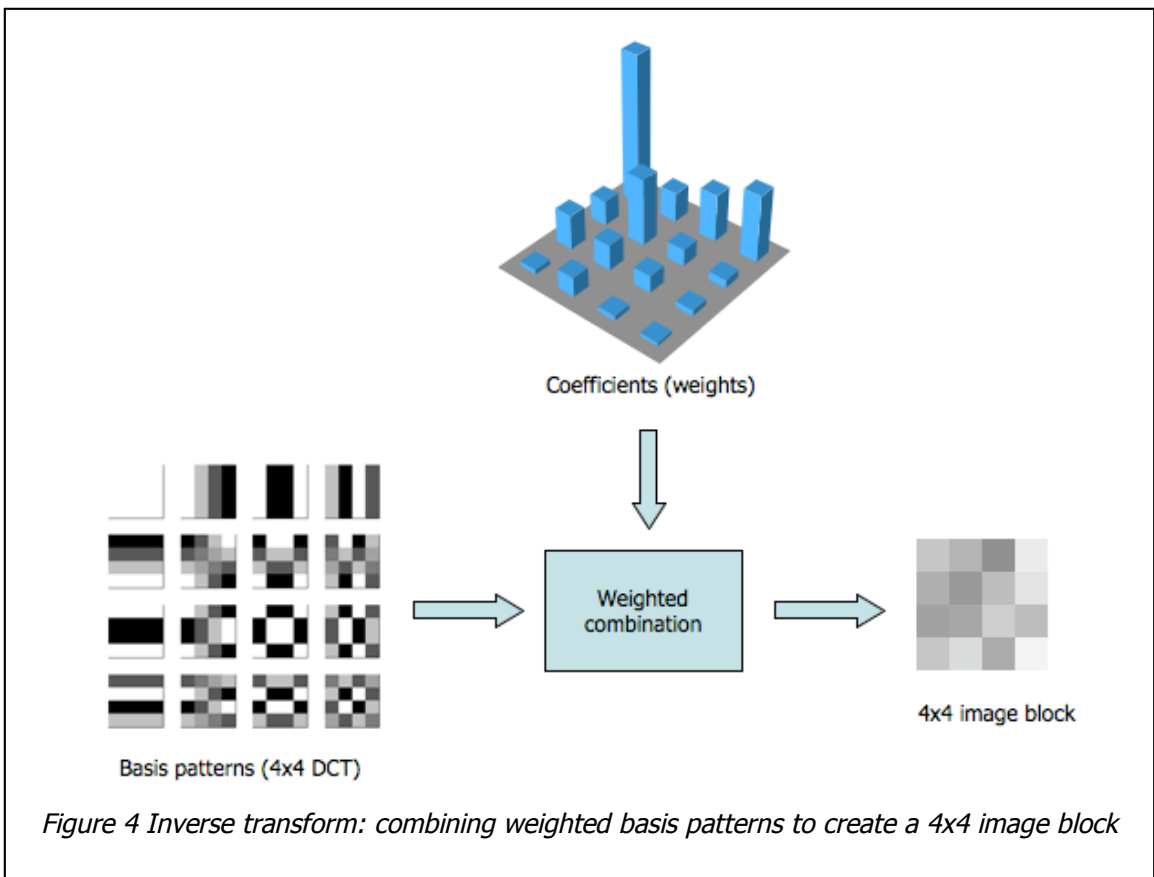 Coefficients (weights)
Weighted
combination
4x4 image block
Basis patterns (4x4 DCT)
Figure 4 Inverse transform: combining weighted basis patterns to create a 4x4 image block